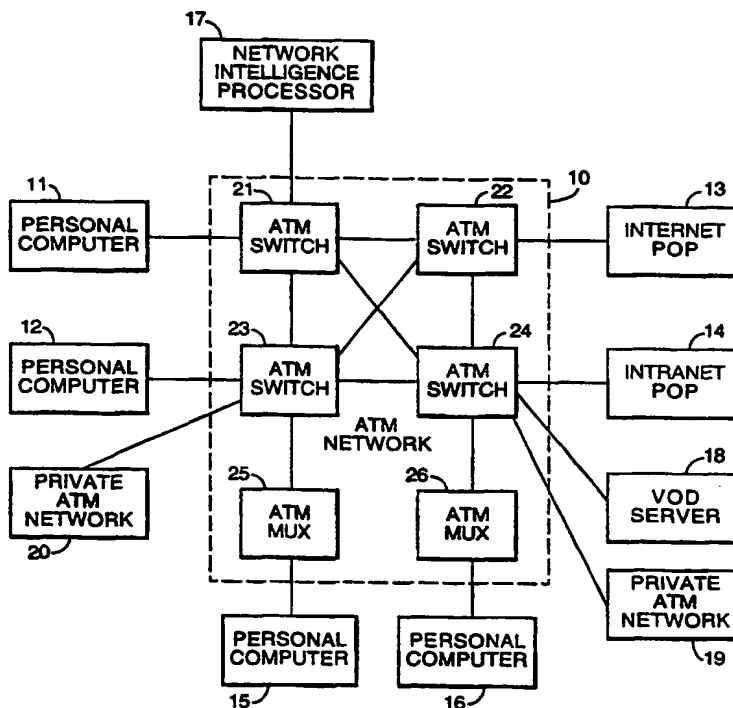 17
NETWORK
INTELLIGENCE
PROCESSOR
11
PERSONAL
COMPUTER
21
ATM
SWITCH
22
ATM
SWITCH
10
13
INTERNET
POP
12
PERSONAL
COMPUTER
23
ATM
SWITCH
24
ATM
SWITCH
14
INTRANET
POP
ATM
NETWORK
PRIVATE
ATM
NETWORK
20
25
ATM
MUX
26
ATM
MUX
18
VOD
SERVER
PRIVATE
ATM
NETWORK
19
PERSONAL
COMPUTER
15
PERSONAL
COMPUTER
16